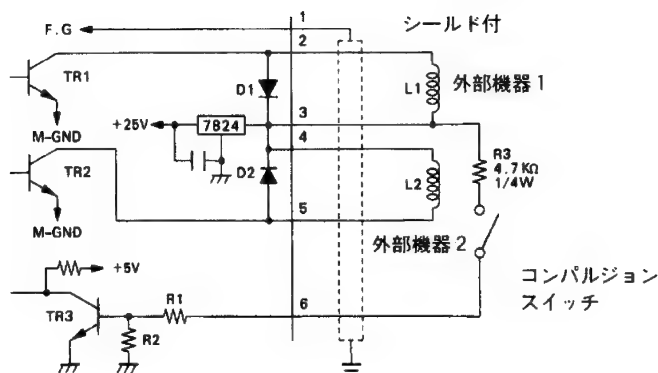 F.G
1
シールド付
2
TR1
D1
L1
外部機器1
M-GND
+25V
7824
3
4
R3
4.7KΩ
1/4W
TR2
D2
L2
M-GND
5
外部機器2
+5V
コンパルジョン
スイッチ
TR3
R1
6
R2